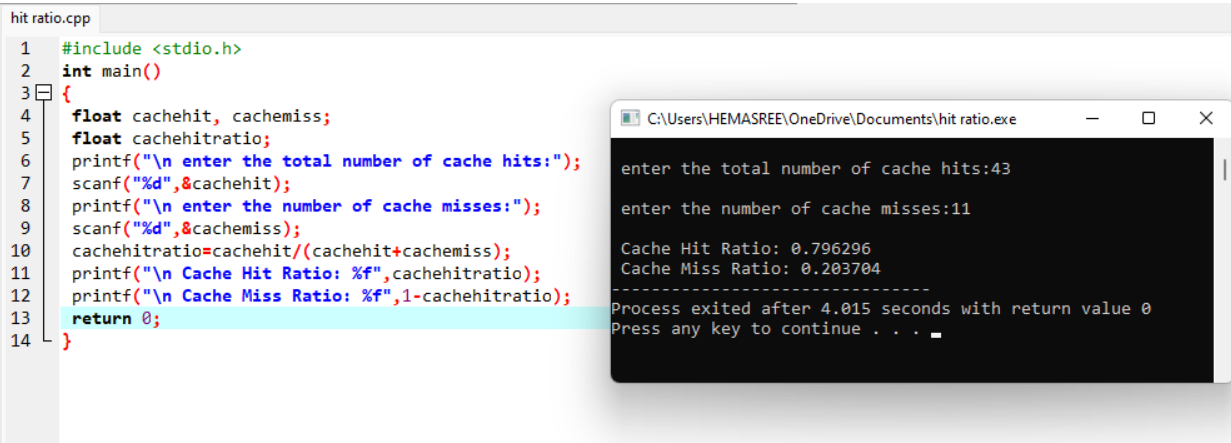 hit ratio.cpp
1 #include <stdio.h>
2 int main()
3 {
4 float cachehit, cachemiss;
5 float cachehitratio;
6 printf("\n enter the total number of cache hits:");
7 scanf("%d",&cachehit);
8 printf("\n enter the number of cache misses:");
9 scanf("%d",&cachemiss);
10 cachehitratio=cachehit/(cachehit+cachemiss);
11 printf("\n Cache Hit Ratio: %f",cachehitratio);
12 printf("\n Cache Miss Ratio: %f",1-cachehitratio);
13 return 0;
14 }
C:\Users\HEMASREE\OneDrive\Documents\hit ratio.exe
enter the total number of cache hits:43
enter the number of cache misses:11
Cache Hit Ratio: 0.796296
Cache Miss Ratio: 0.203704
--------------------------------
Process exited after 4.015 seconds with return value 0
Press any key to continue . . .